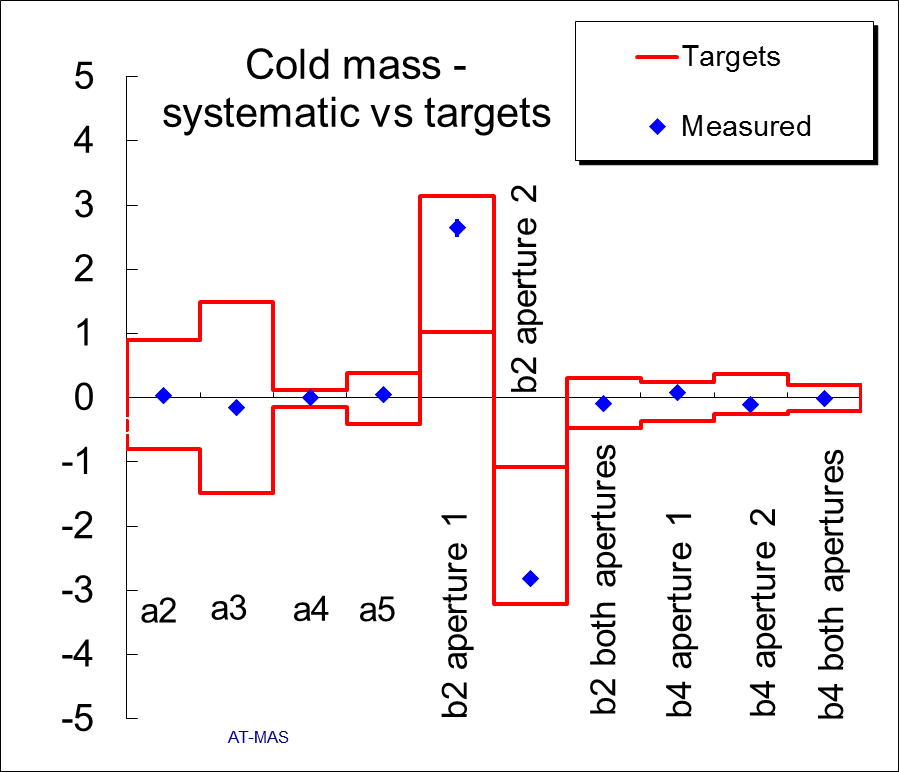 Cold mass -
systematic vs targets
Targets
Measured
5
4
3
2
1
0
-1
-2
-3
-4
-5
a2
a3
a4
a5
b2 aperture 1
b2 aperture 2
b2 both apertures
b4 aperture 1
b4 aperture 2
b4 both apertures
AT-MAS